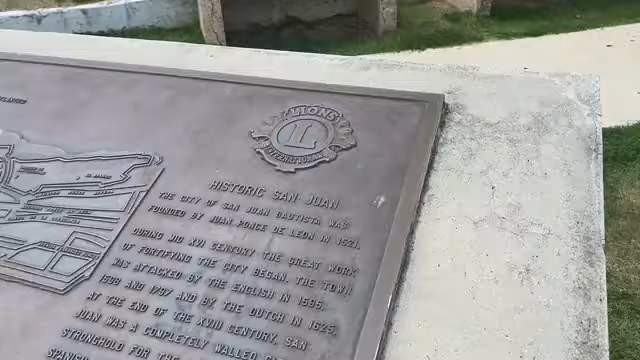 LIONS
L
INTERNATIONAL
HISTORIC SAN JUAN
THE CITY OF SAN JUAN BAUTISTA WAS
FOUNDED BY JUAN PONCE DE LEON IN 1521.
DURING
XVI CENTURY THE GREAT WORK
OF FORTIFYING THE CITY BEGAN. THE TOWN
WAS ATTACKED BY THE ENGLISH IN 1595,
1598 AND 1797 AND BY THE DUTCH IN 1625.
AT THE END OF THE XVIII CENTURY, SAN
JUAN WAS A COMPLETELY WALLED
STRONGHOLD FOR THE
SPANISH